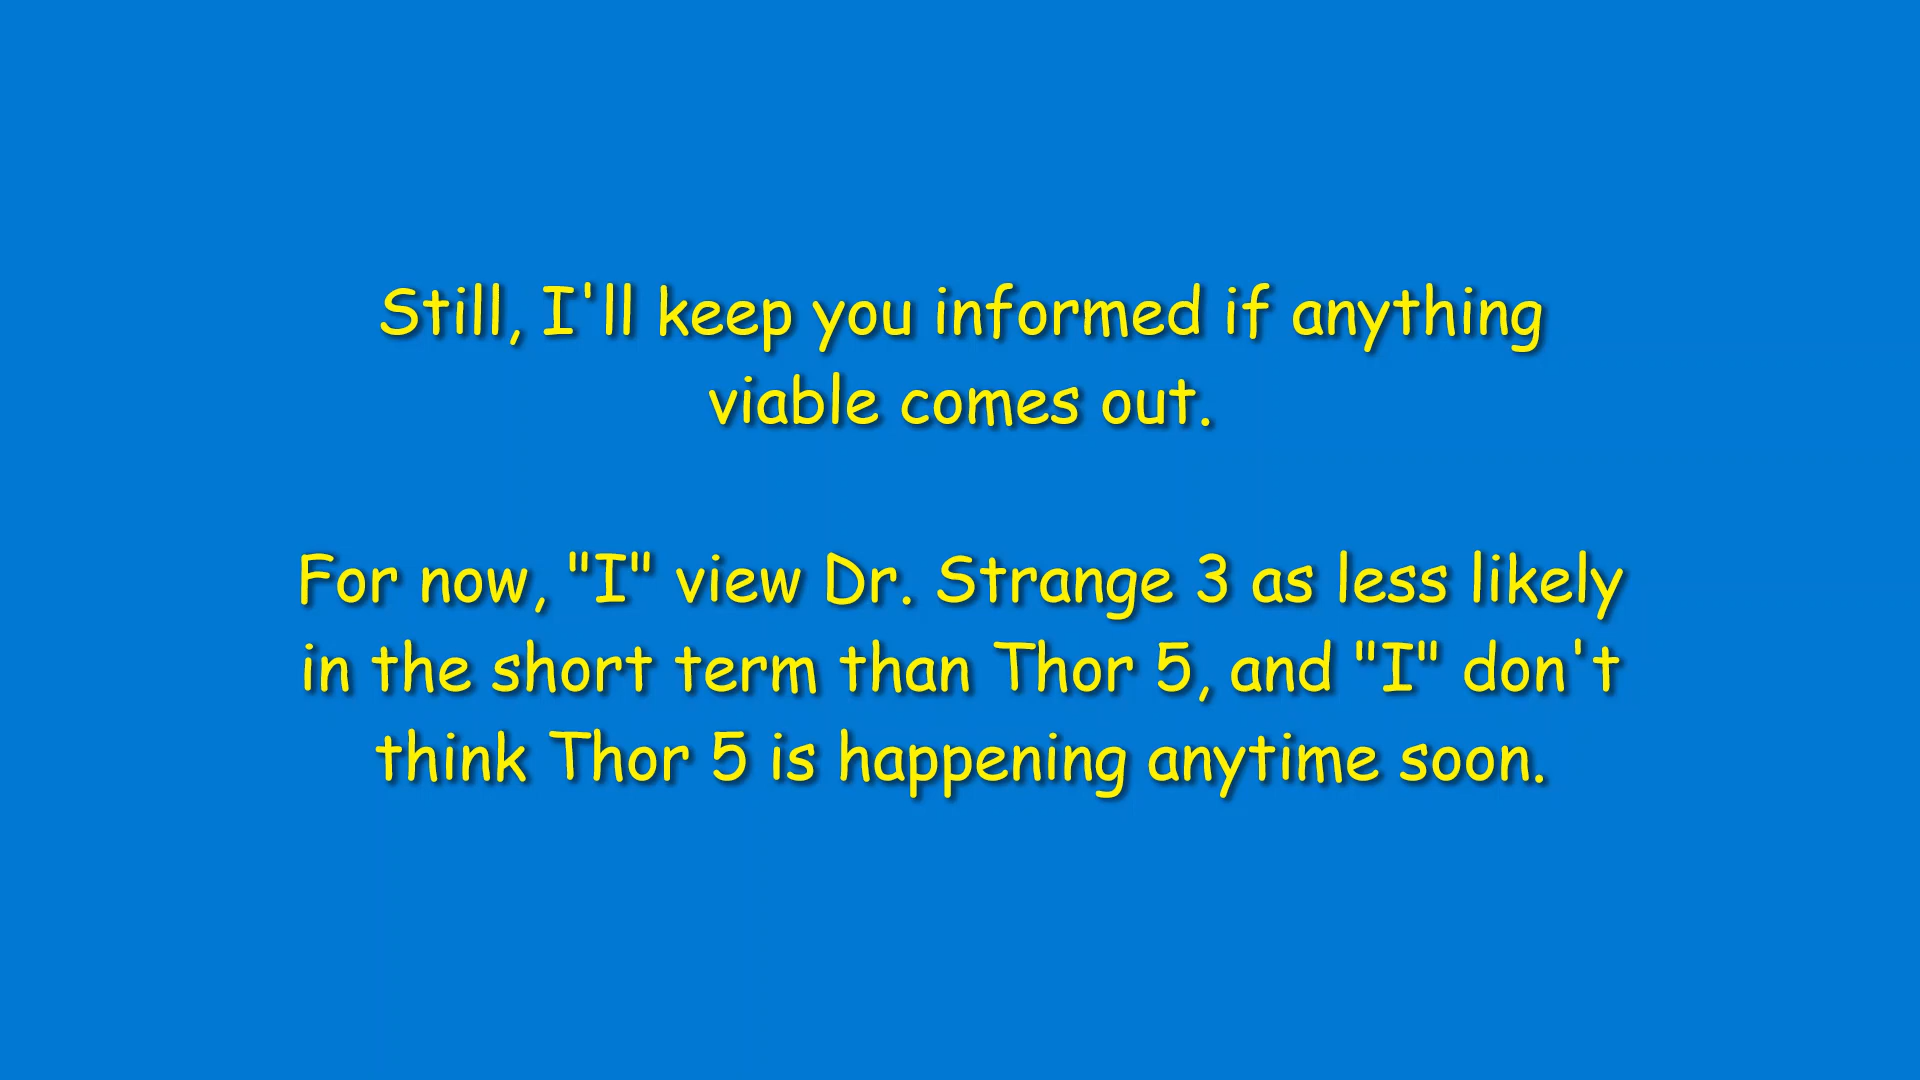 Still, I'll keep you informed if anything
viable comes out.
For now, "I" view Dr. Strange 3 as less likely
in the short term than Thor 5, and "I" don't
think Thor 5 is happening anytime soon.